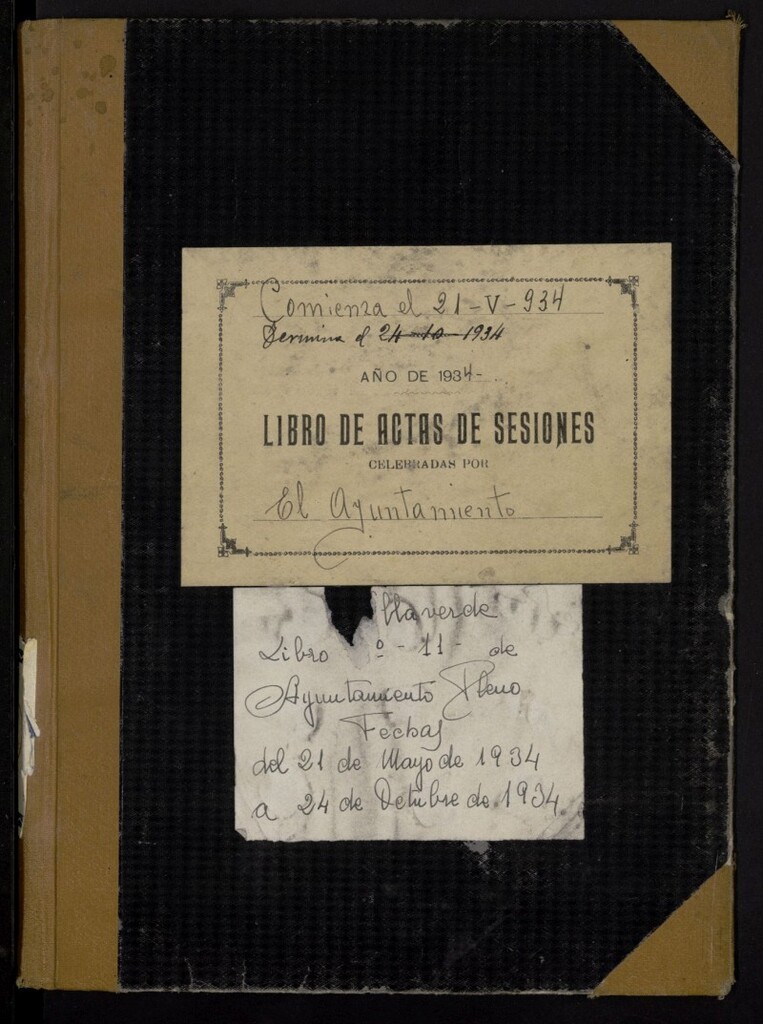 Comienza el 21-V-934
Termina el 24-10-1934
AÑO DE 1934-
LIBRO DE ACTAS DE SESIONES
CELEBRADAS POR
El Ayuntamiento
llaverde
Libro º-11- de
Ayuntamiento Pleno
Fechas
del 21 de Mayo de 1934
a 24 de Octubre de 1934.